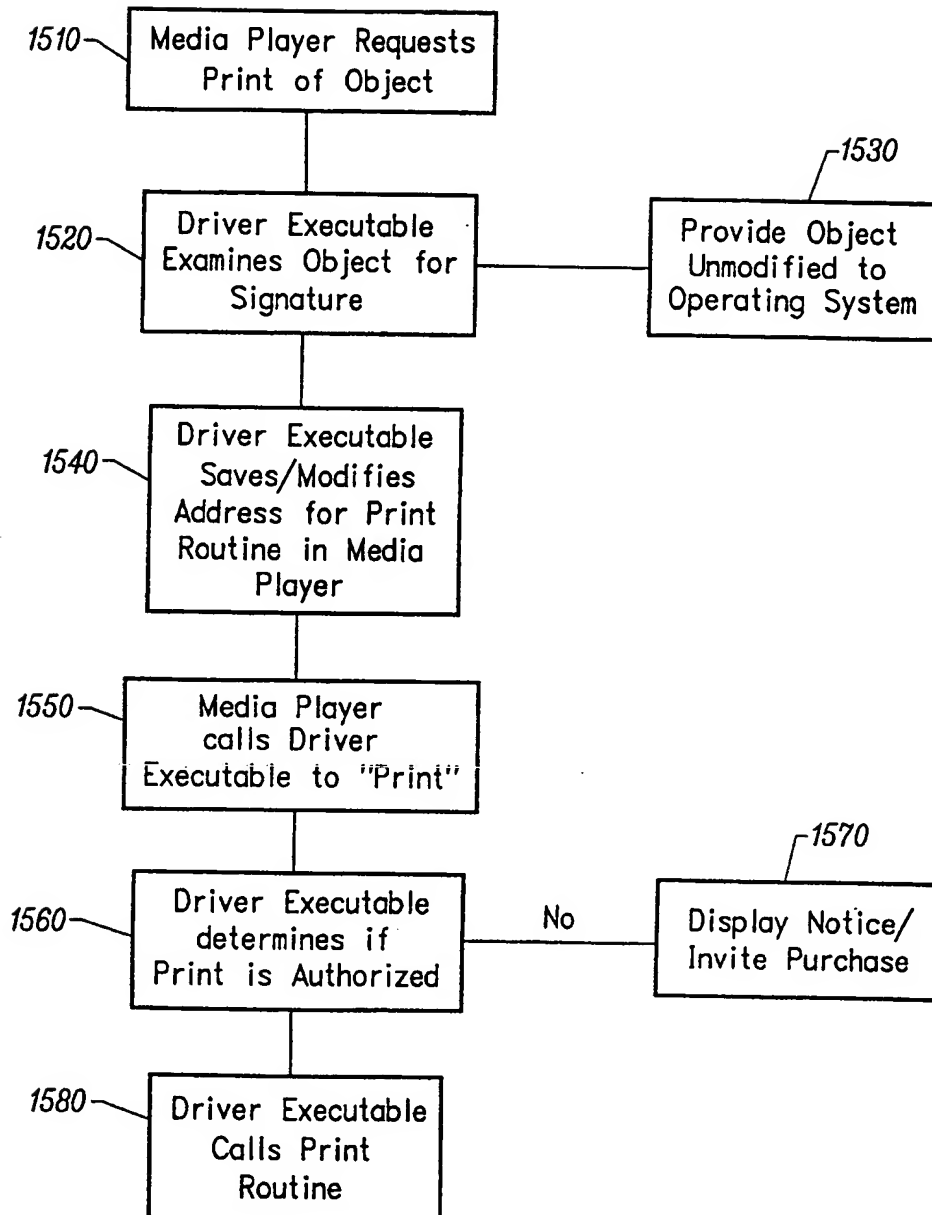 1510
Media Player Requests
Print of Object
1520
Driver Executable
Examines Object for
Signature
1530
Provide Object
Unmodified to
Operating System
1540
Driver Executable
Saves/Modifies
Address for Print
Routine in Media
Player
1550
Media Player
calls Driver
Executable to "Print"
1560
Driver Executable
determines if
Print is Authorized
No
1570
Display Notice/
Invite Purchase
1580
Driver Executable
Calls Print
Routine